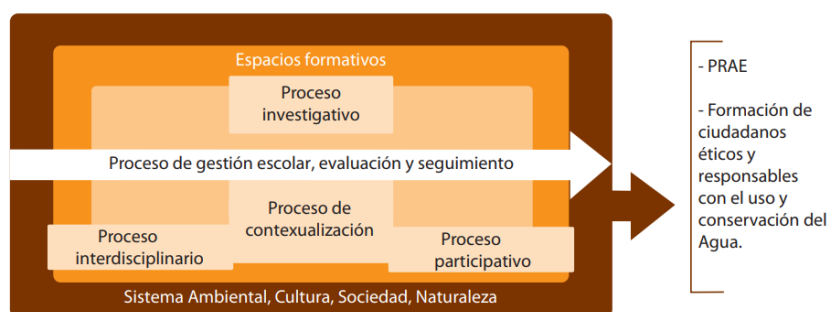 Espacios formativos
Proceso
investigativo
Proceso de gestión escolar, evaluación y seguimiento
Proceso de
contexualización
Proceso
interdisciplinario
Proceso
participativo
Sistema Ambiental, Cultura, Sociedad, Naturaleza
- PRAE
- Formación de
ciudadanos
éticos y
responsables
con el uso y
conservación del
Agua.